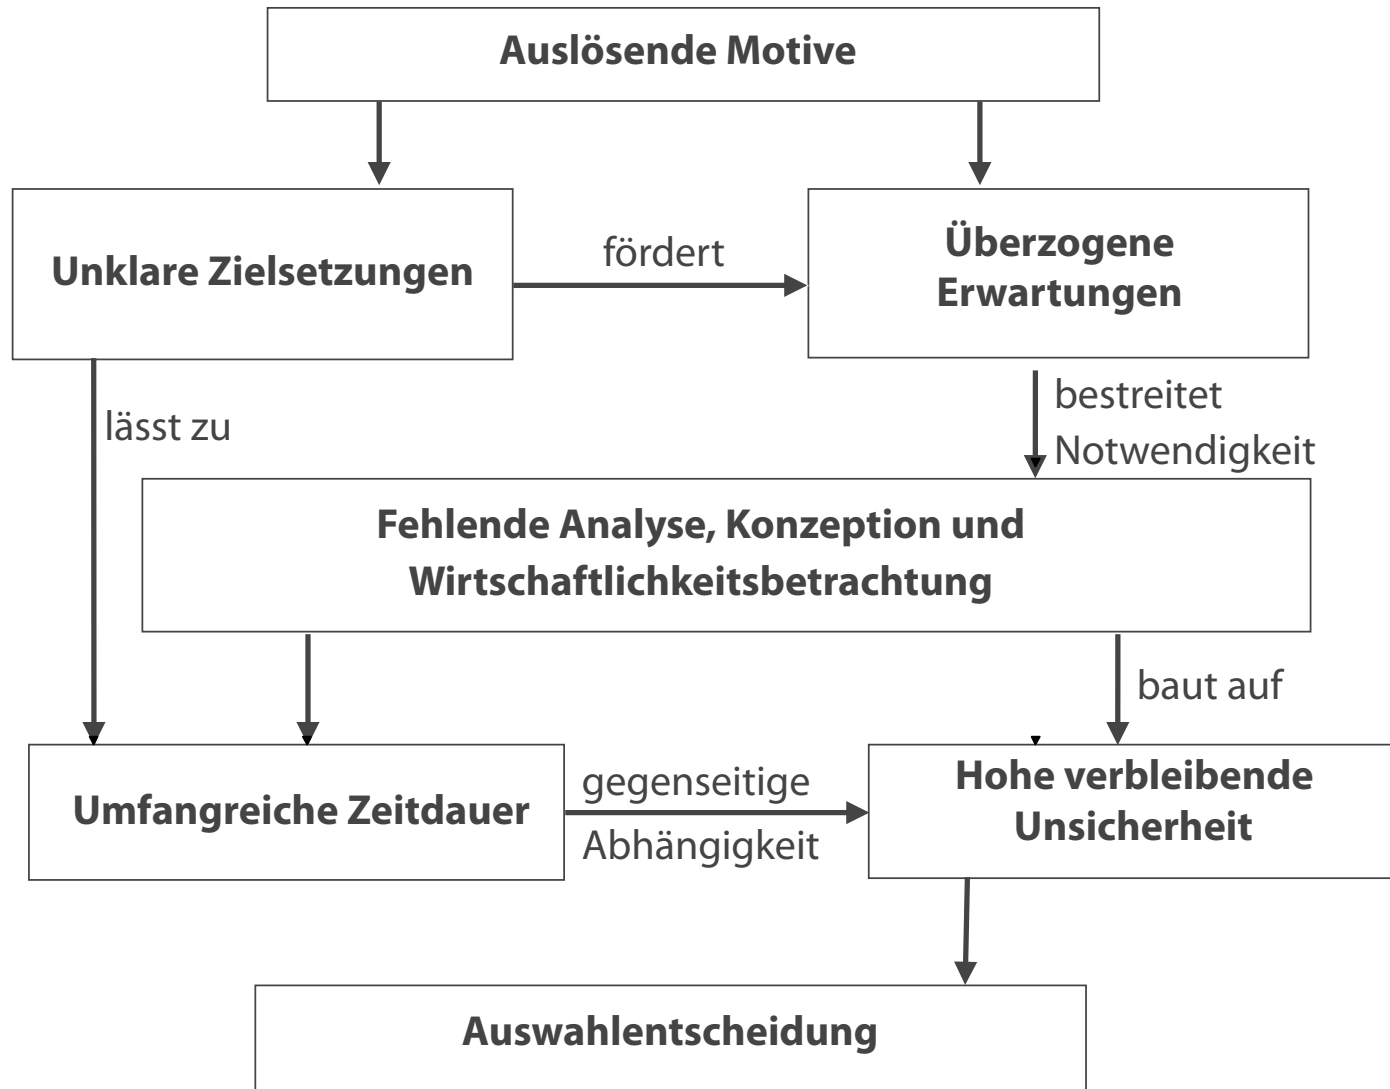 Auslösende Motive
Unklare Zielsetzungen
fördert
Überzogene
Erwartungen
lässt zu
bestreitet
Notwendigkeit
Fehlende Analyse, Konzeption und
Wirtschaftlichkeitsbetrachtung
baut auf
Umfangreiche Zeitdauer
gegenseitige
Abhängigkeit
Hohe verbleibende
Unsicherheit
Auswahlentscheidung